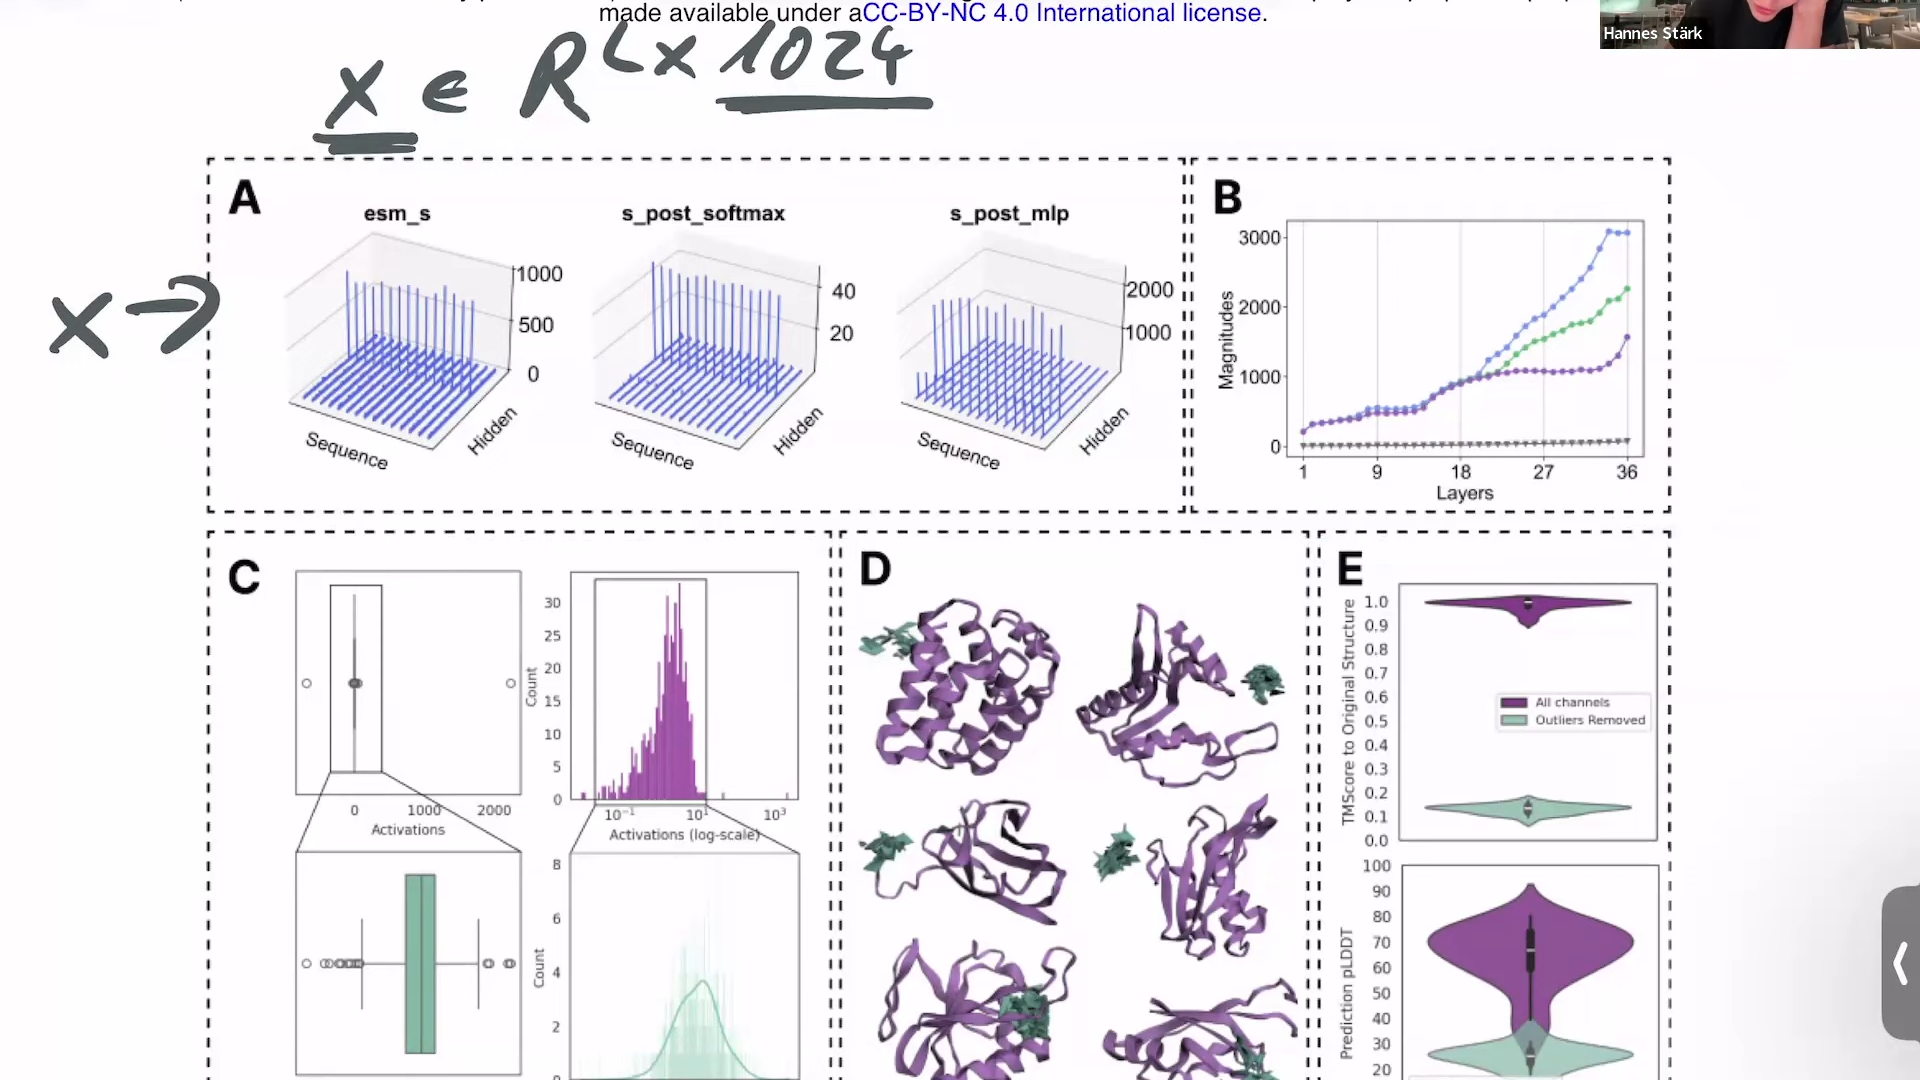 made available under aCC-BY-NC 4.0 International license.
Hannes Stärk
x ∈ R^L×1024
x →
A
esm_s
1000
500
0
Sequence
Hidden
s_post_softmax
40
20
Sequence
Hidden
s_post_mlp
2000
1000
Sequence
Hidden
B
Magnitudes
3000
2000
1000
0
1 9 18 27 36
Layers
C
0 1000 2000
Activations
Count
30
25
20
15
10
5
0
10⁻¹ 10¹ 10³
Activations (log-scale)
Count
8
6
4
2
D
E
TMScore to Original Structure
1.0
0.9
0.8
0.7
0.6
0.5
0.4
0.3
0.2
0.1
0.0
All channels
Outliers Removed
Prediction pLDDT
100
90
80
70
60
50
40
30
20